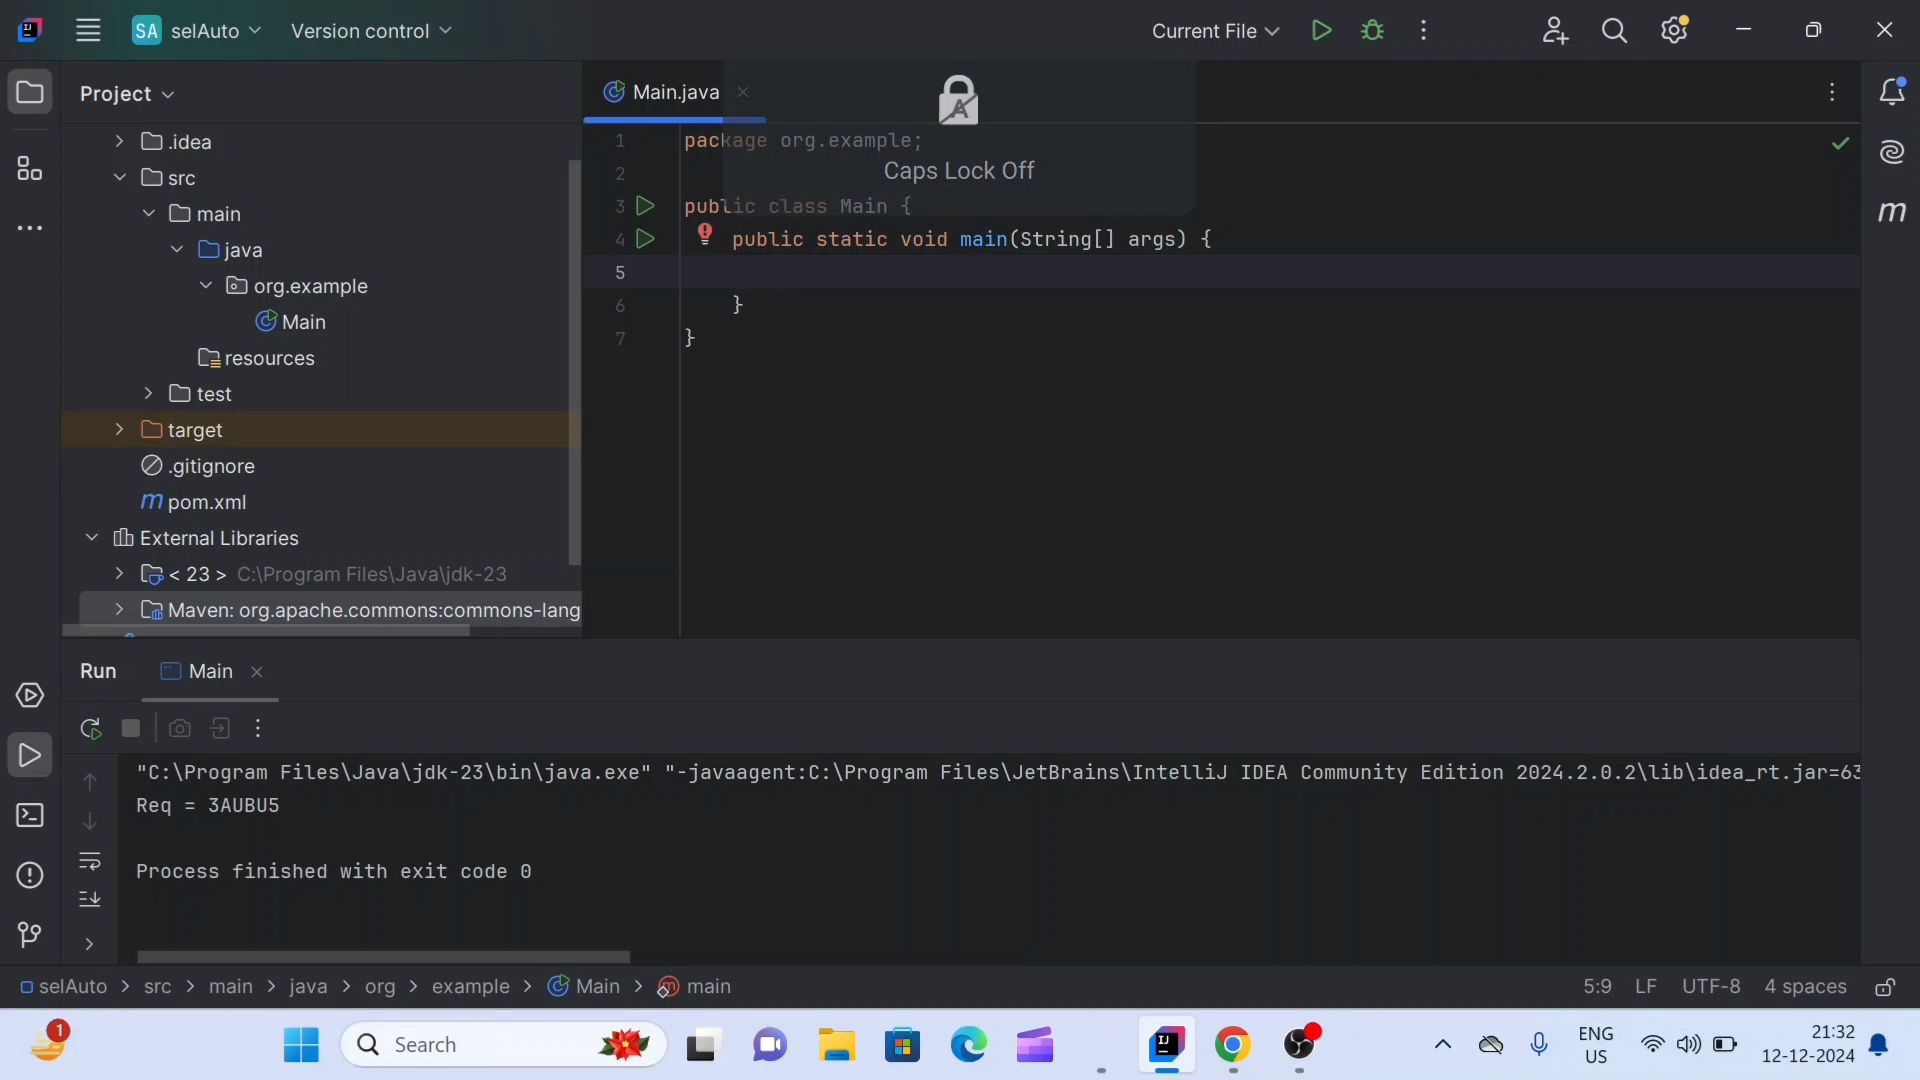 SA selAuto Version control Current File
Project
Main.java
.idea
src
main
java
org.example
Main
resources
test
target
.gitignore
pom.xml
External Libraries
< 23 > C:\Program Files\Java\jdk-23
Maven: org.apache.commons:commons-lang
1 package org.example;
2
3 public class Main {
4 public static void main(String[] args) {
5
6 }
7 }
Caps Lock Off
Run Main
"C:\Program Files\Java\jdk-23\bin\java.exe" "-javaagent:C:\Program Files\JetBrains\IntelliJ IDEA Community Edition 2024.2.0.2\lib\idea_rt.jar=63
Req = 3AUBU5
Process finished with exit code 0
selAuto > src > main > java > org > example > Main > main 5:9 LF UTF-8 4 spaces
1 Search ENG US 21:32 12-12-2024